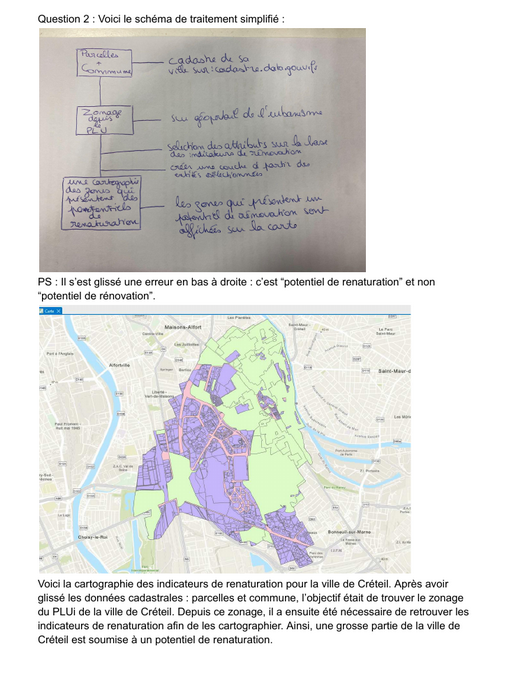 Question 2 : Voici le schéma de traitement simplifié :
Parcelles
+
Commune
cadastre de sa
ville sur : cadastre.data.gouv.fr
Zonage
depuis
le
PLU
sur géoportail de l'urbanisme
sélection des attributs sur la base
des indicateurs de rénovation
créer une couche à partir des
entités sélectionnées
une cartographie
des zones qui
présentent des
potentiels
de
renaturation
les zones qui présentent un
potentiel de rénovation sont
affichées sur la carte
PS : Il s'est glissé une erreur en bas à droite : c'est “potentiel de renaturation” et non
“potentiel de rénovation”.
Carte
Maisons-Alfort
Alfortville
Saint-Maur-d
Choisy-le-Roi
Bonneuil-sur-Marne
Voici la cartographie des indicateurs de renaturation pour la ville de Créteil. Après avoir
glissé les données cadastrales : parcelles et commune, l'objectif était de trouver le zonage
du PLUi de la ville de Créteil. Depuis ce zonage, il a ensuite été nécessaire de retrouver les
indicateurs de renaturation afin de les cartographier. Ainsi, une grosse partie de la ville de
Créteil est soumise à un potentiel de renaturation.